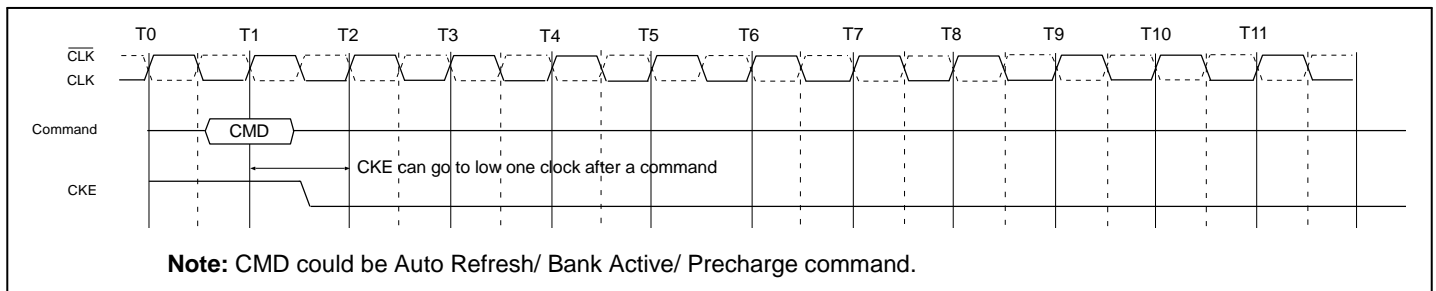 T0 T1 T2 T3 T4 T5 T6 T7 T8 T9 T10 T11
CLK
CLK
Command CMD
CKE can go to low one clock after a command
CKE
Note: CMD could be Auto Refresh/ Bank Active/ Precharge command.